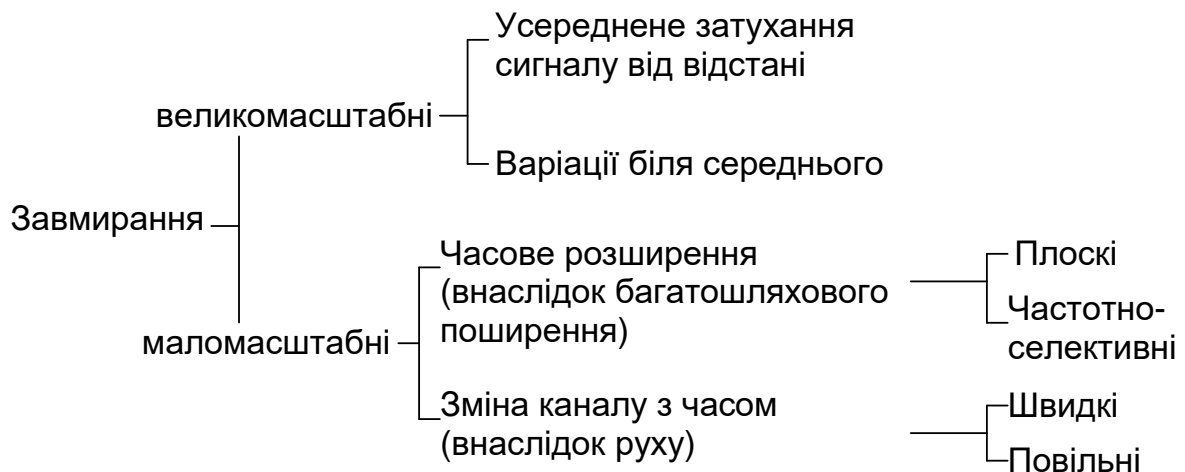 Усереднене затухання
сигналу від відстані
великомасштабні
Варіації біля середнього
Завмирання
Часове розширення
(внаслідок багатошляхового
поширення)
Плоскі
Частотно-
селективні
маломасштабні
Зміна каналу з часом
(внаслідок руху)
Швидкі
Повільні